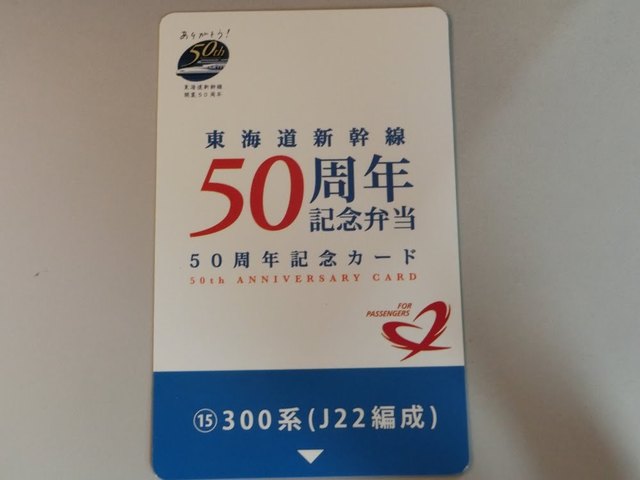 ありがとう!
50th
東海道新幹線
開業50周年
東海道新幹線
50周年
記念弁当
50周年記念カード
50th ANNIVERSARY CARD
FOR
PASSENGERS
⑮300系(J22編成)